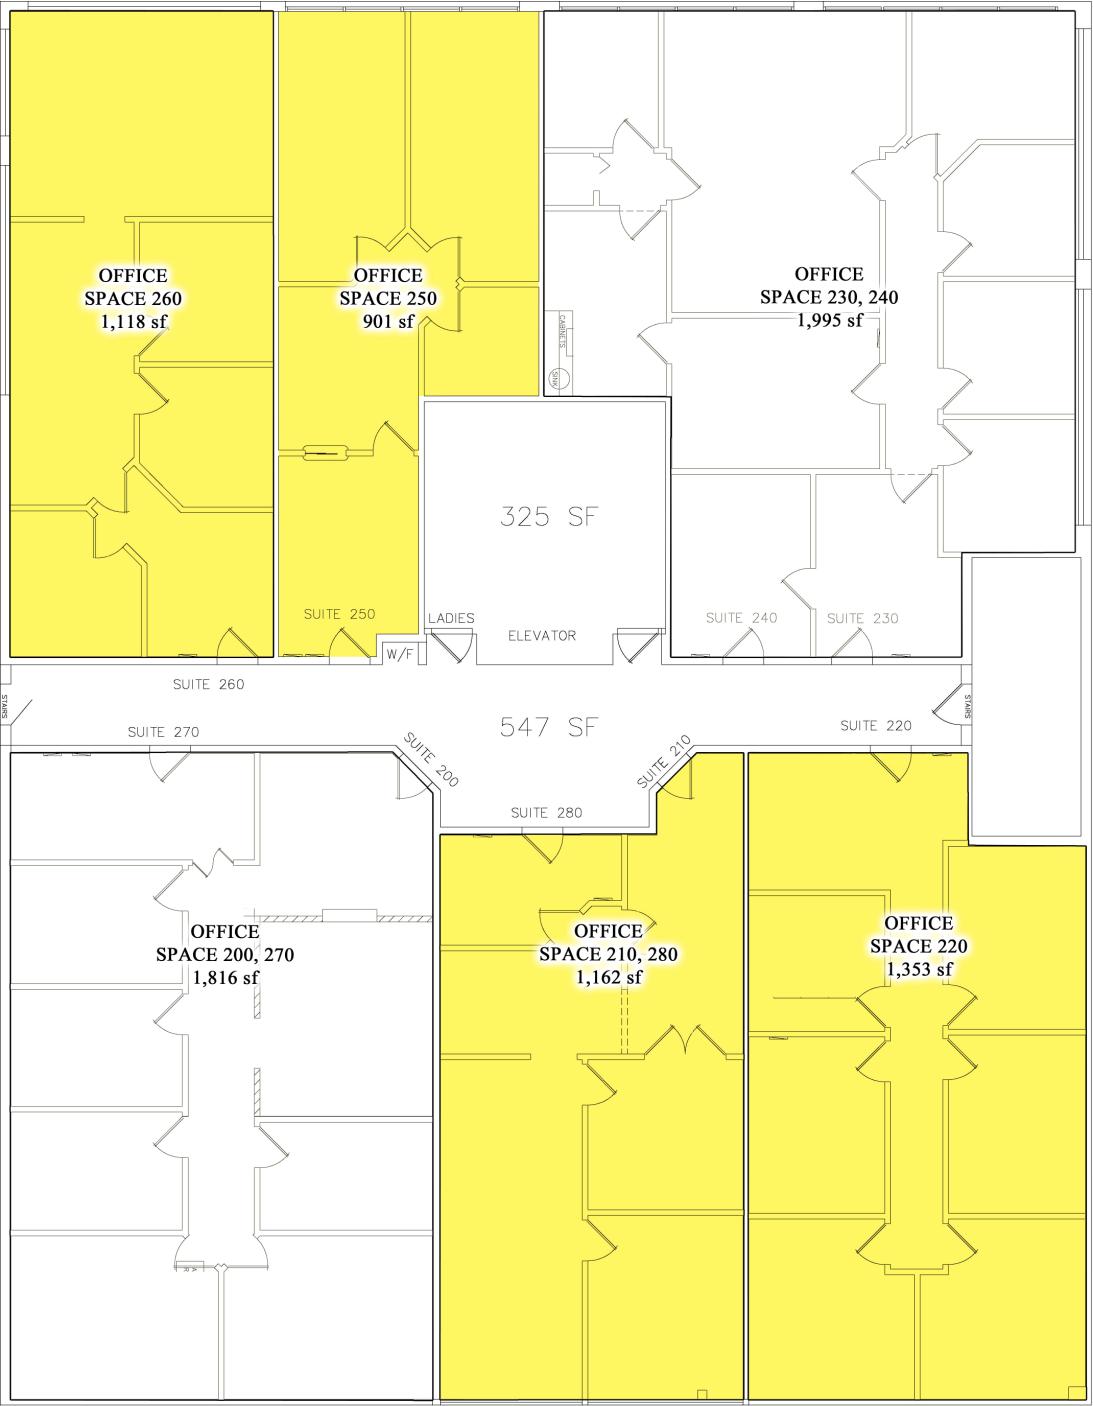 OFFICE
SPACE 260
1,118 sf
OFFICE
SPACE 250
901 sf
OFFICE
SPACE 230, 240
1,995 sf
CABINETS
SINK
325 SF
SUITE 250
LADIES
ELEVATOR
W/F
SUITE 240
SUITE 230
SUITE 260
STAIRS
STAIRS
SUITE 270
547 SF
SUITE 220
SUITE 200
SUITE 210
SUITE 280
OFFICE
SPACE 200, 270
1,816 sf
OFFICE
SPACE 210, 280
1,162 sf
OFFICE
SPACE 220
1,353 sf